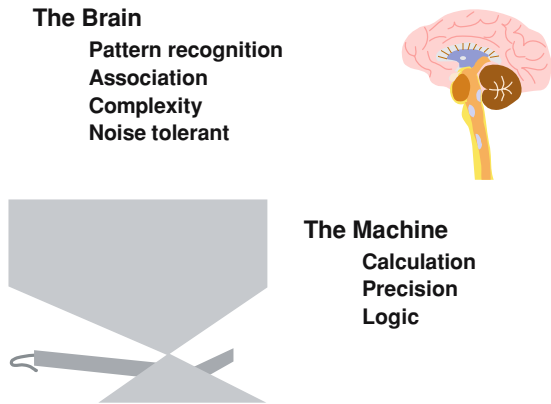 The Brain
Pattern recognition
Association
Complexity
Noise tolerant
The Machine
Calculation
Precision
Logic